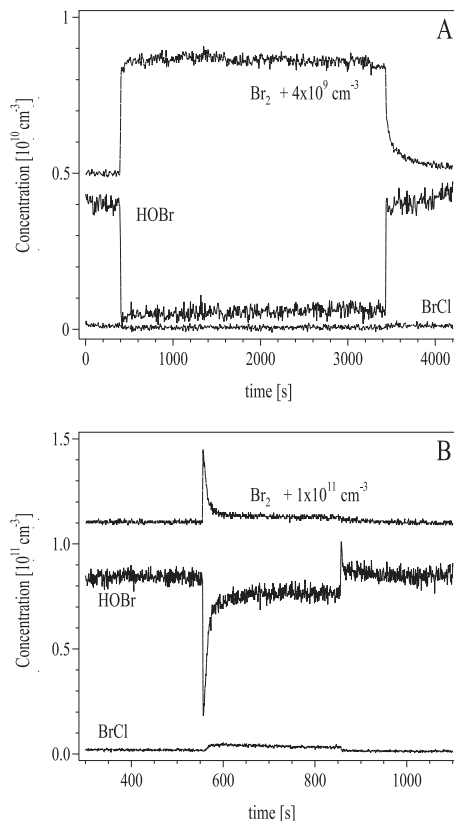 A
1
Br₂ + 4x10⁹ cm⁻³
Concentration [10¹⁰ cm⁻³]
0.5
HOBr
BrCl
0
0 1000 2000 3000 4000
time [s]
B
1.5
Br₂ + 1x10¹¹ cm⁻³
Concentration [10¹¹ cm⁻³]
1.0
HOBr
0.5
BrCl
0.0
400 600 800 1000
time [s]